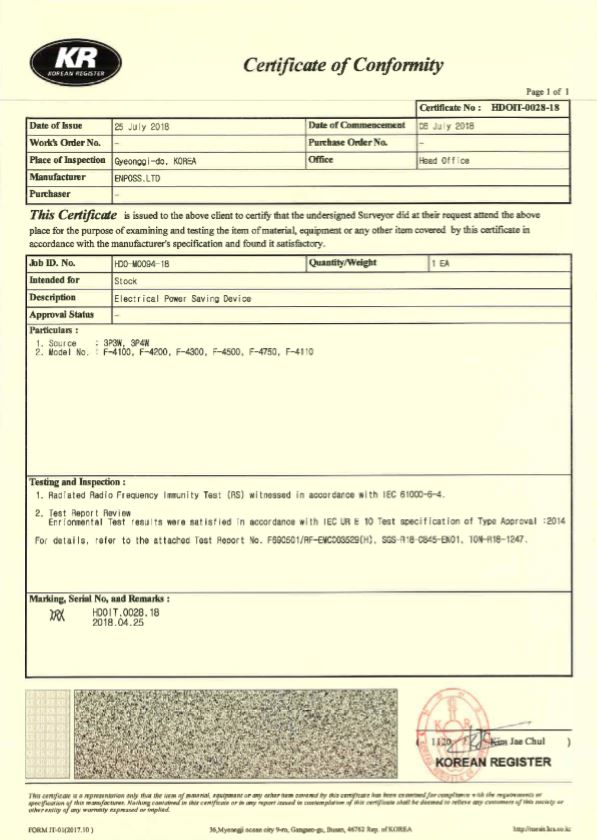 KR
KOREAN REGISTER
Certificate of Conformity
Page 1 of 1
Certificate No : HDOIT-0028-18
Date of Issue 25 July 2018 Date of Commencement 05 July 2018
Work's Order No. - Purchase Order No. -
Place of Inspection Gyeonggi-do, KOREA Office Head Office
Manufacturer ENPOSS.LTD
Purchaser -
This Certificate is issued to the above client to certify that the undersigned Surveyor did at their request attend the above
place for the purpose of examining and testing the item of material, equipment or any other item covered by this certificate in
accordance with the manufacturer's specification and found it satisfactory.
Job ID. No. HDO-M0094-18 Quantity/Weight 1 EA
Intended for Stock
Description Electrical Power Saving Device
Approval Status -
Particulars :
1. Source : 3P3W, 3P4W
2. Model No. : F-4100, F-4200, F-4300, F-4500, F-4750, F-4110
Testing and Inspection :
1. Radiated Radio Frequency Immunity Test (RS) witnessed in accordance with IEC 61000-6-4.
2. Test Report Review
Enrionmental Test results were satisfied in accordance with IEC UR E 10 Test specification of Type Approval :2014
For details, refer to the attached Test Report No. F690501/RF-EMC003529(H), SGS-R18-0845-EN01, TON-R18-1247.
Marking, Serial No, and Remarks :
HDOIT.0028.18
2018.04.25
( Kim Jae Chul )
KOREAN REGISTER
This certificate is a representation only that the item of material, equipment or any other item covered by this certificate has been examined for compliance with the requirements or
specification of this manufacturer. Nothing contained in this certificate or in any report issued in contemplation of this certificate shall be deemed to relieve any customers of this society or
other entity of any warranty expressed or implied.
FORM JT-01(2017.10 ) 36,Myeongji ocean city 9-ro, Gangseo-gu, Busan, 46762 Rep. of KOREA